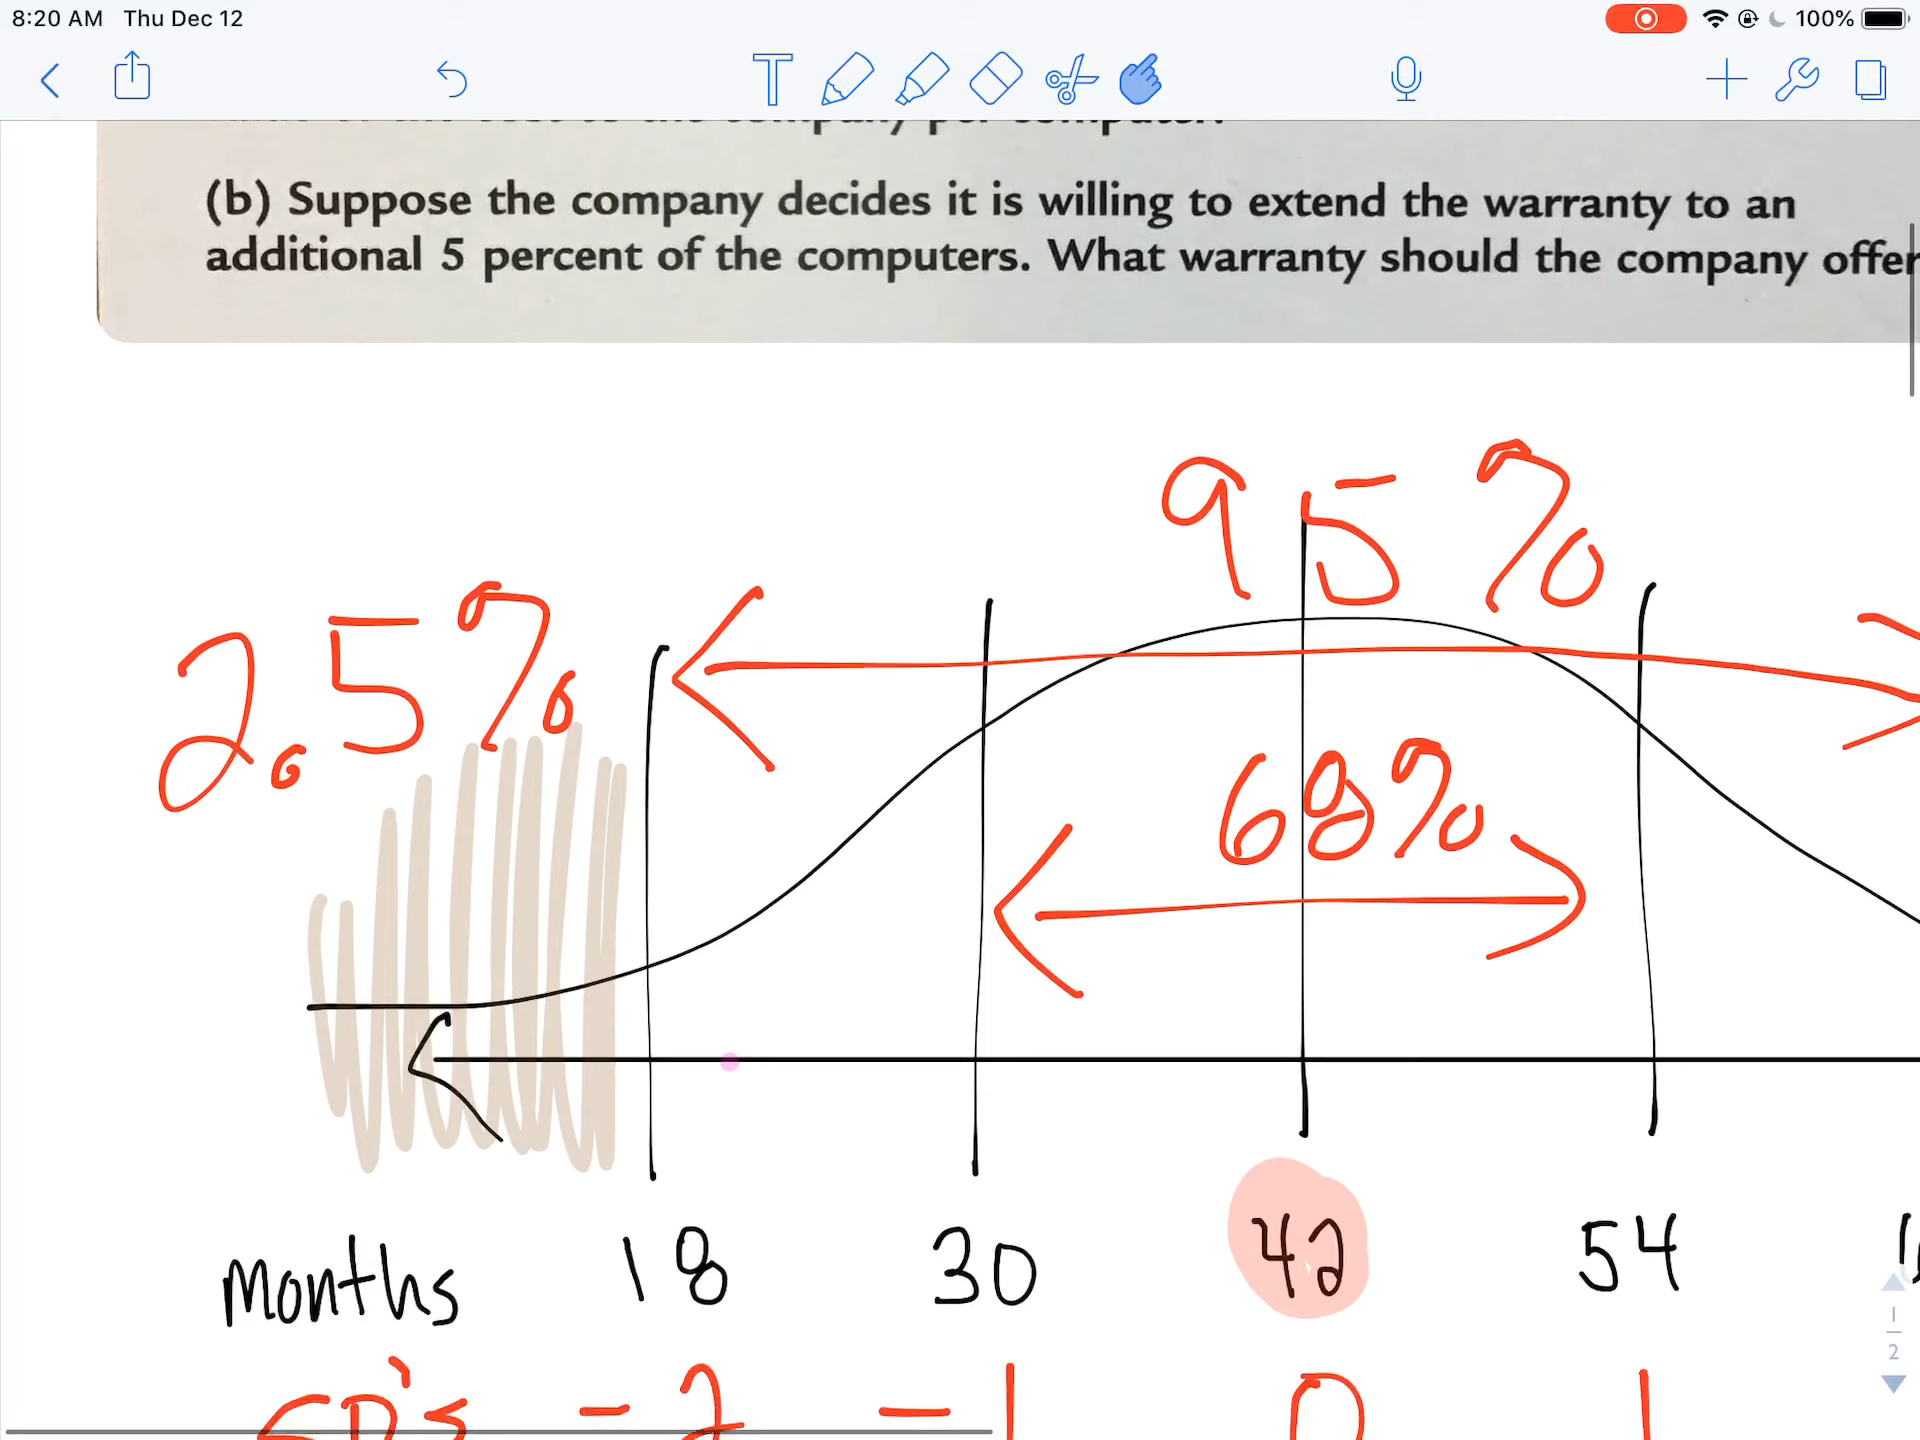 8:20 AM Thu Dec 12
100%
(b) Suppose the company decides it is willing to extend the warranty to an
additional 5 percent of the computers. What warranty should the company offer
95%
2.5%
68%
months 18 30 42 54
SD's -2 -1 0 1
1
2